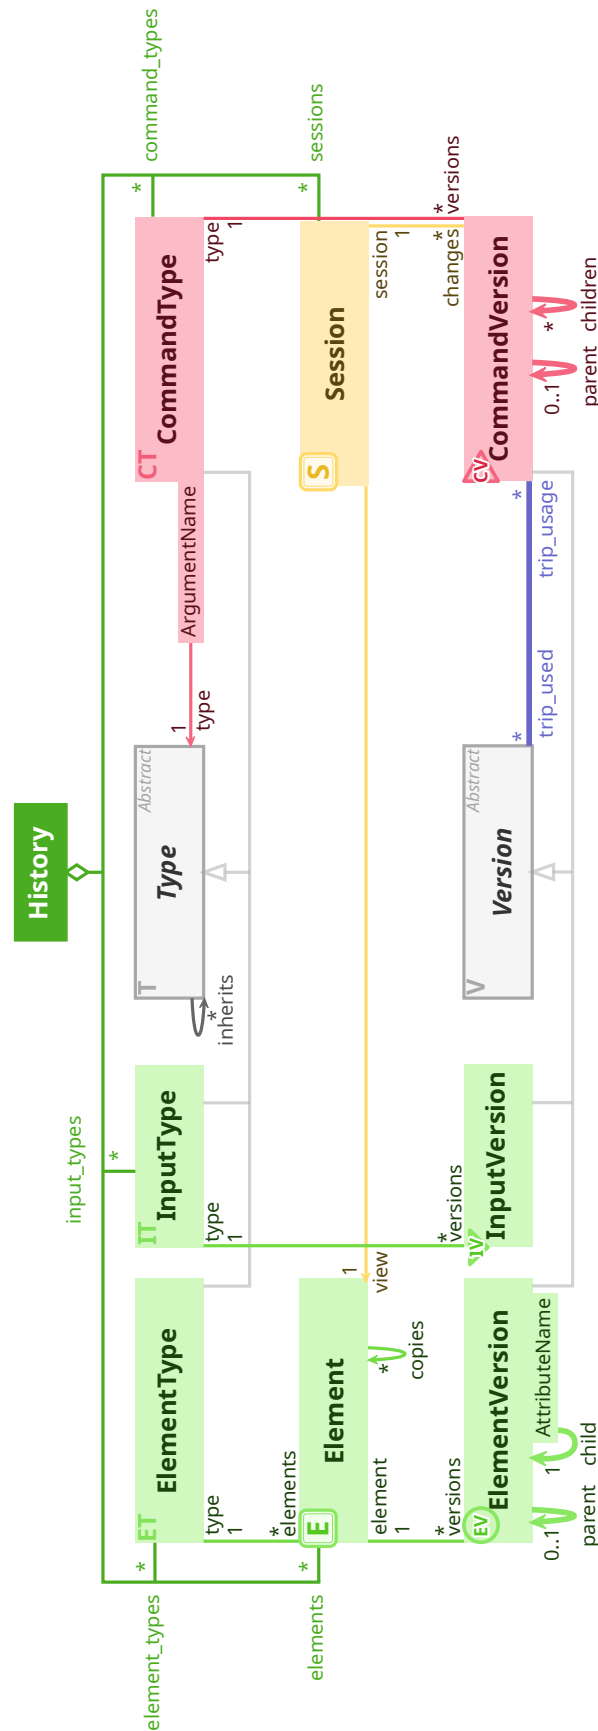 History
element_types
*
input_types
*
command_types
*
elements
*
sessions
*
ET
ElementType
IT
InputType
T
Type
Abstract
CT
CommandType
inherits
*
ArgumentName
1
type
type
1
type
1
type
1
*
elements
E
Element
S
Session
1
view
*
copies
element
1
session
1
*
versions
*
versions
*
changes
*
versions
EV
ElementVersion
AttributeName
IV
InputVersion
V
Version
Abstract
CV
CommandVersion
*
trip_used
*
trip_usage
0..1
parent
1
child
0..1
parent
*
children